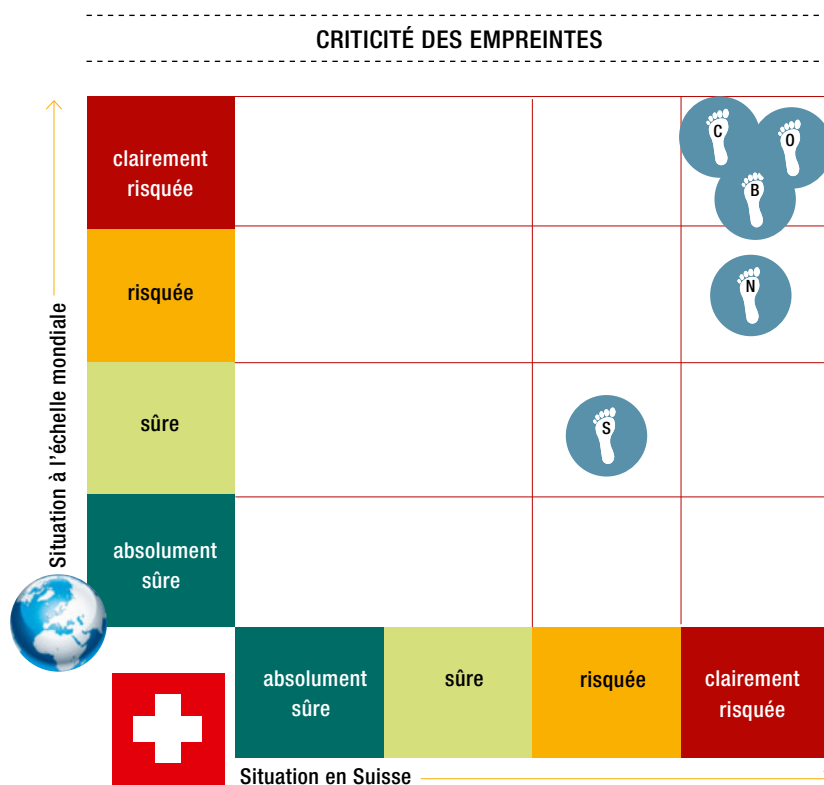 CRITICITÉ DES EMPREINTES
Situation à l'échelle mondiale
clairement
risquée
C
O
B
risquée
N
sûre
S
absolument
sûre
absolument
sûre
sûre
risquée
clairement
risquée
Situation en Suisse